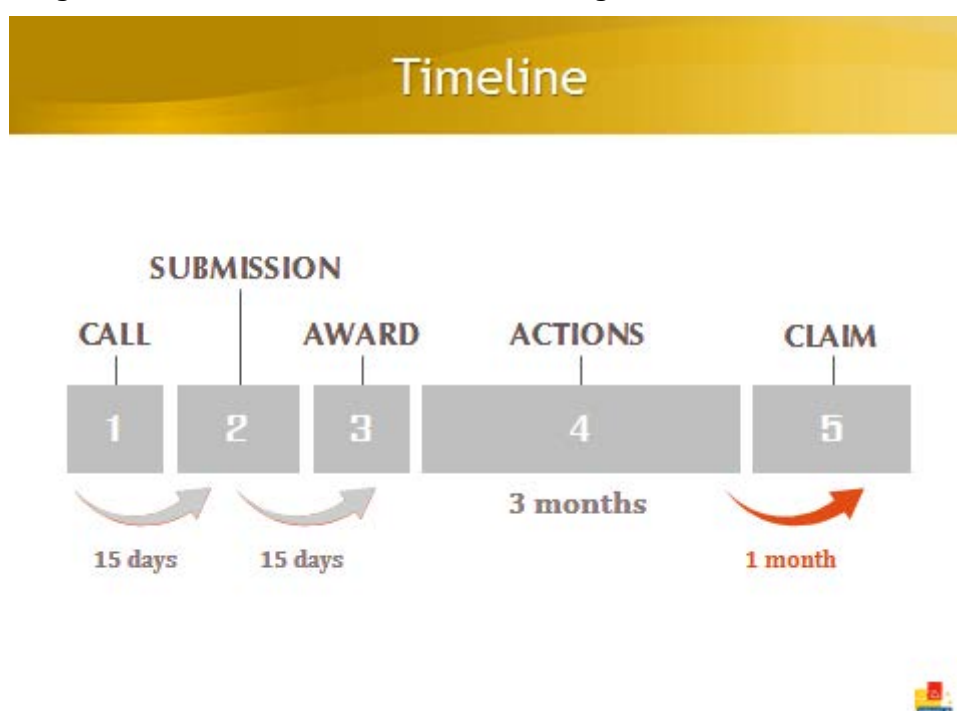 Timeline
SUBMISSION
CALL
AWARD
ACTIONS
CLAIM
1
2
3
4
5
3 months
15 days
15 days
1 month